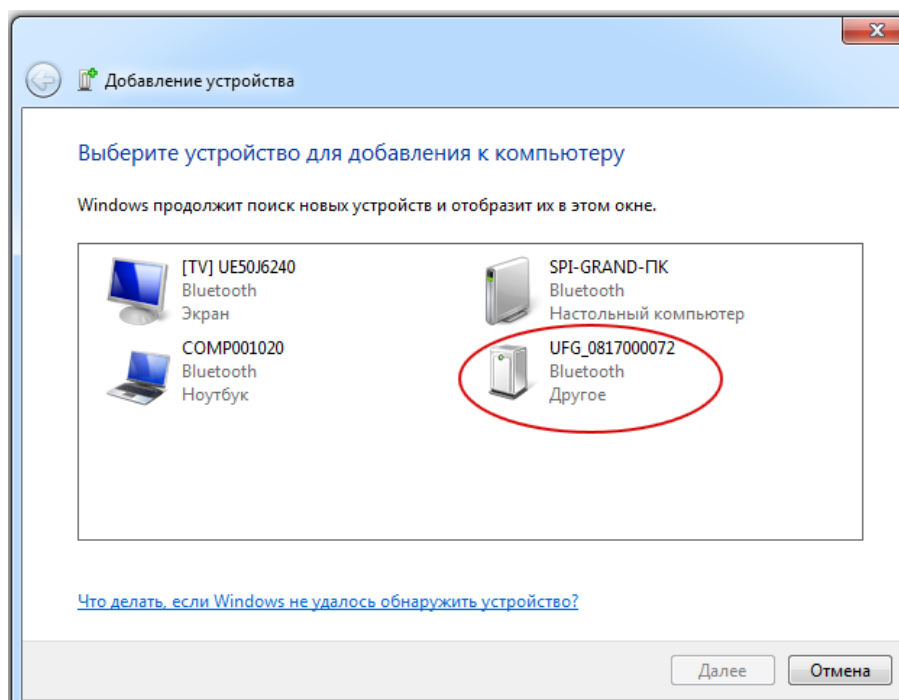 Добавление устройства
Выберите устройство для добавления к компьютеру
Windows продолжит поиск новых устройств и отобразит их в этом окне.
[TV] UE50J6240
Bluetooth
Экран
SPI-GRAND-ПК
Bluetooth
Настольный компьютер
COMP001020
Bluetooth
Ноутбук
UFG_0817000072
Bluetooth
Другое
Что делать, если Windows не удалось обнаружить устройство?
Далее
Отмена